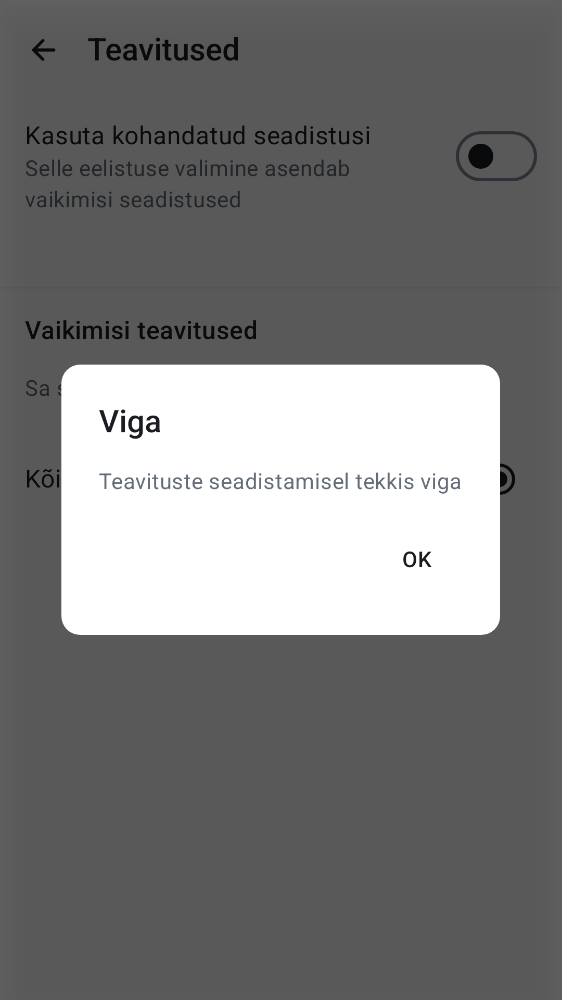 Teavitused
Kasuta kohandatud seadistusi
Selle eelistuse valimine asendab
vaikimisi seadistused
Vaikimisi teavitused
Sa
Viga
Teavituste seadistamisel tekkis viga
OK